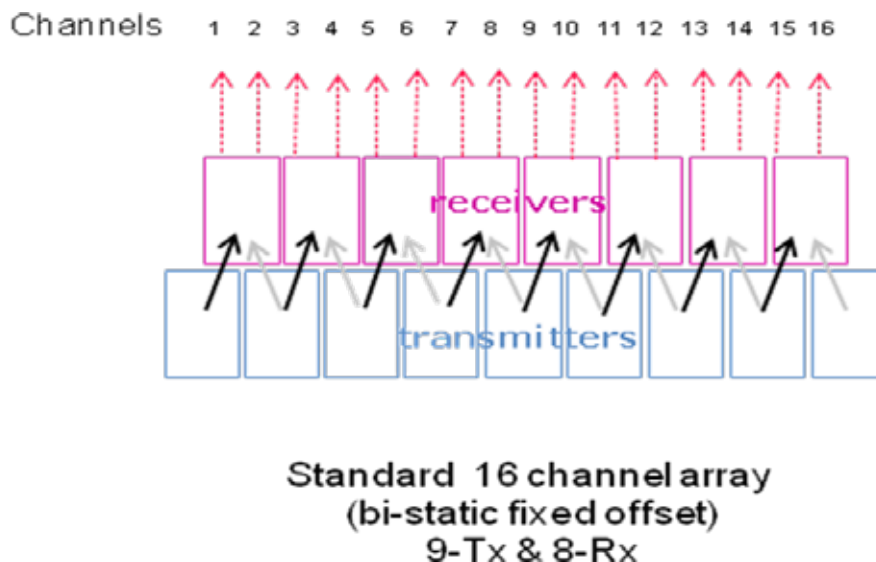 Channels 1 2 3 4 5 6 7 8 9 10 11 12 13 14 15 16
receivers
transmitters
Standard 16 channel array
(bi-static fixed offset)
9-Tx & 8-Rx